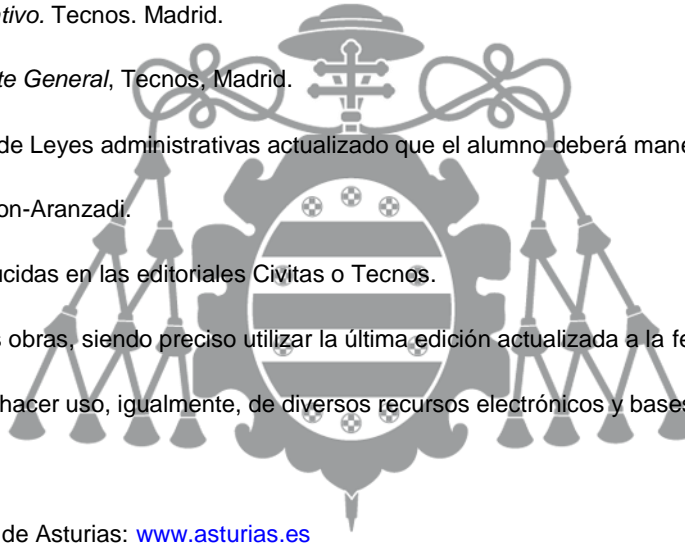 tivo. Tecnos. Madrid.
te General, Tecnos, Madrid.
de Leyes administrativas actualizado que el alumno deberá mane
on-Aranzadi.
ucidas en las editoriales Civitas o Tecnos.
s obras, siendo preciso utilizar la última edición actualizada a la fe
hacer uso, igualmente, de diversos recursos electrónicos y bases
de Asturias: www.asturias.es